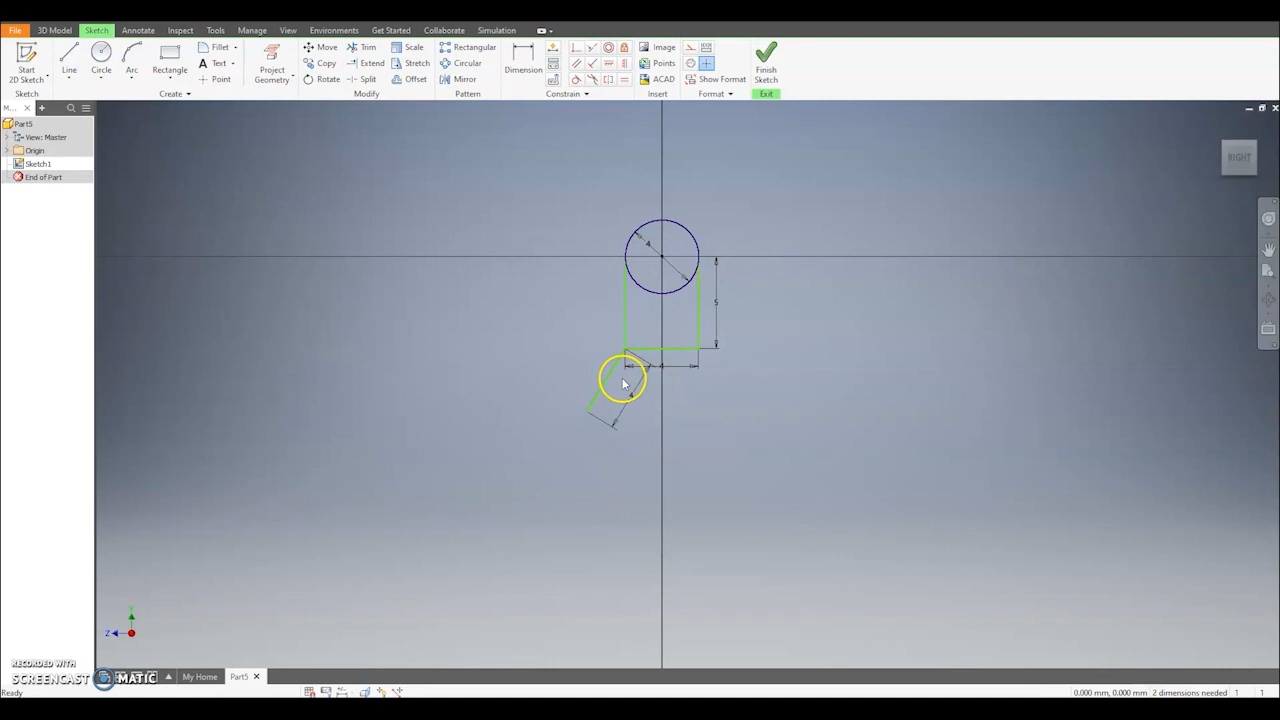 File 3D Model Sketch Annotate Inspect Tools Manage View Environments Get Started Collaborate Simulation
Start
2D Sketch
Line
Circle
Arc
Rectangle
Fillet
Text
Point
Project
Geometry
Move
Copy
Rotate
Trim
Extend
Split
Scale
Stretch
Offset
Rectangular
Circular
Mirror
Dimension
Image
Points
ACAD
Show Format
Finish
Sketch
Sketch Create Modify Pattern Constrain Insert Format Exit
M...
Part5
View: Master
Origin
Sketch1
End of Part
RIGHT
4
5
4
4
Y
Z
RECORDED WITH
SCREENCAST MATIC
My Home Part5
Ready
0.000 mm, 0.000 mm 2 dimensions needed 1 1